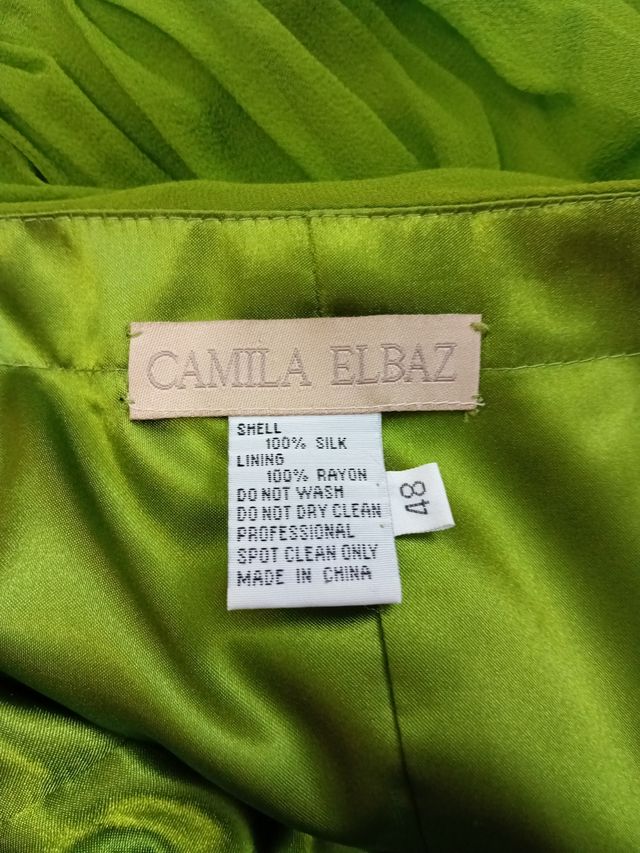 CAMILA ELBAZ
SHELL
100% SILK
LINING
100% RAYON
DO NOT WASH
DO NOT DRY CLEAN
PROFESSIONAL
SPOT CLEAN ONLY
MADE IN CHINA
48